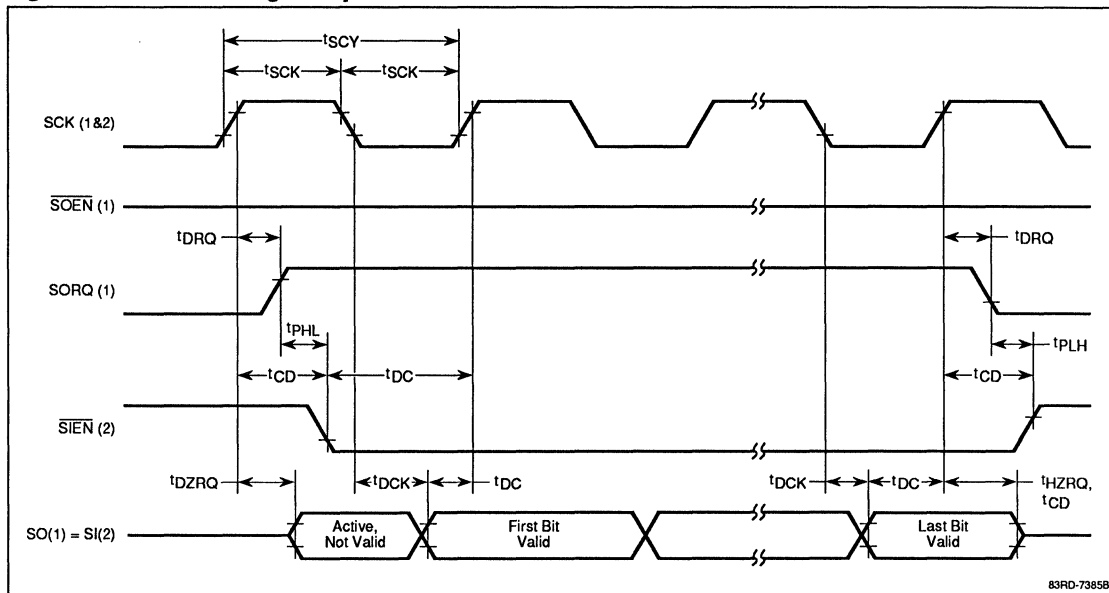 tSCY
tSCK tSCK
SCK (1&2)
SOEN (1)
tDRQ tDRQ
SORQ (1)
tPHL tPLH
tCD tDC tCD
SIEN (2)
tDZRQ tDCK tDC tDCK tDC tHZRQ,
tCD
SO(1) = SI(2) Active, Not Valid First Bit Valid Last Bit Valid
83RD-7385B